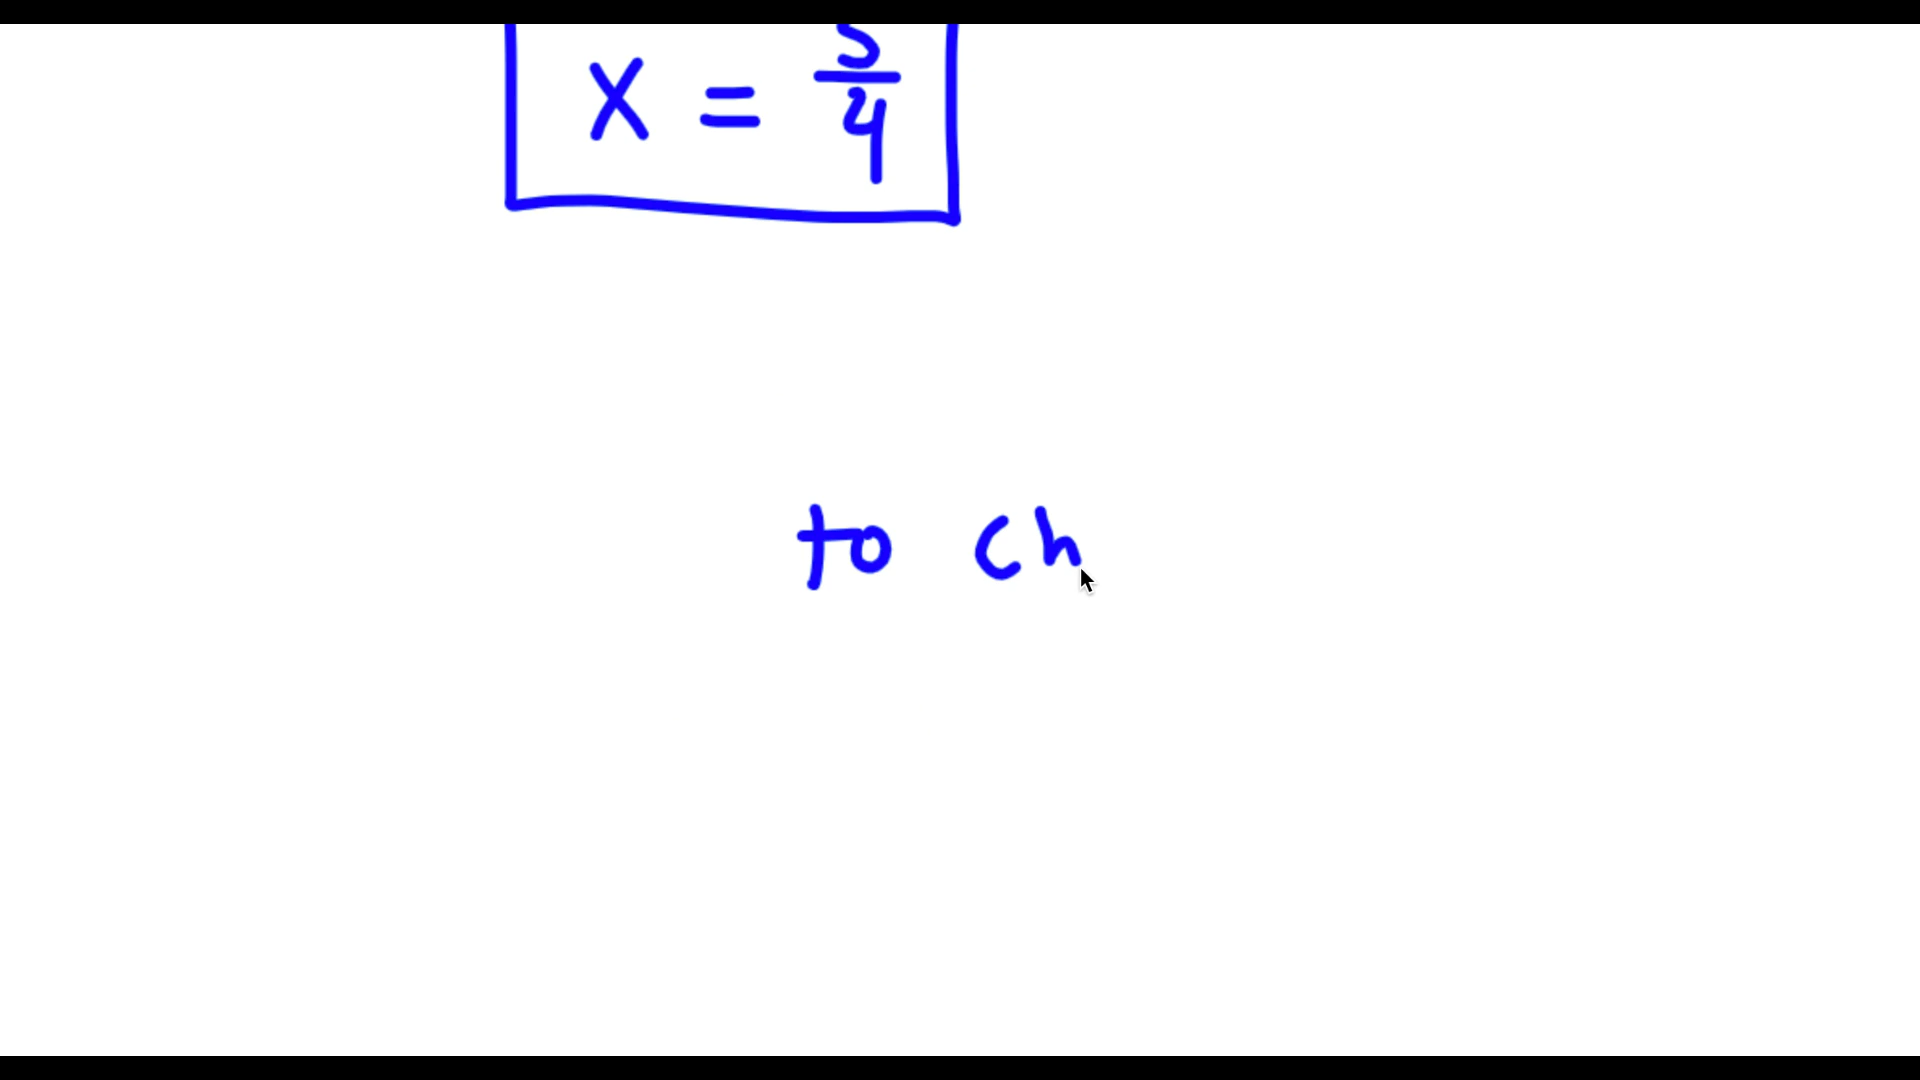 x = 5/4
to ch